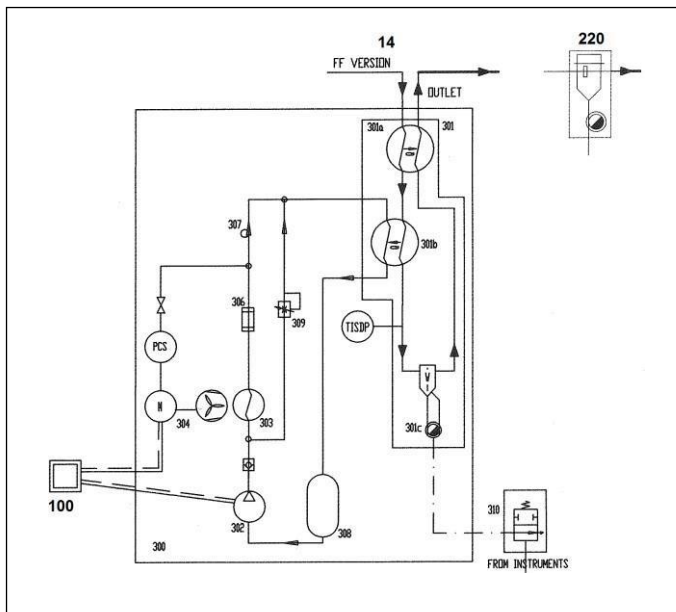 14
220
FF VERSION
OUTLET
301a
301
307
301b
306
309
TISDP
PCS
M
304
303
V
301c
100
302
308
310
300
FROM INSTRUMENTS